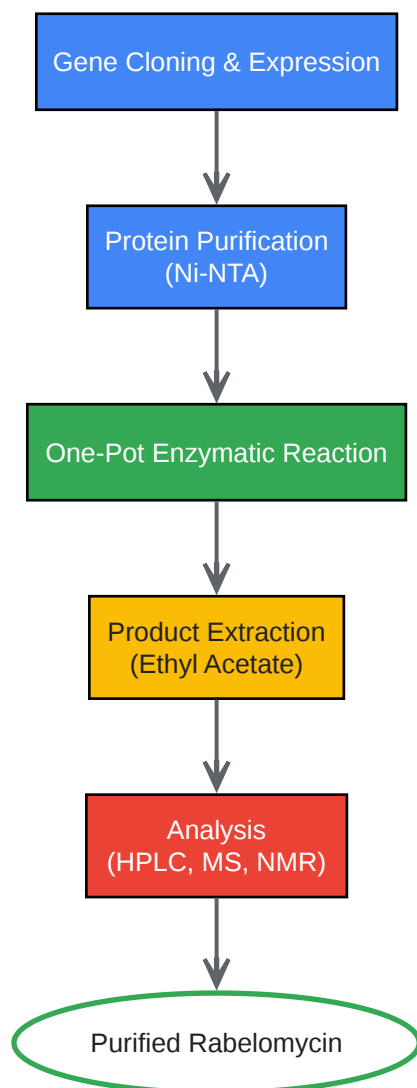 Gene Cloning & Expression
Protein Purification
(Ni-NTA)
One-Pot Enzymatic Reaction
Product Extraction
(Ethyl Acetate)
Analysis
(HPLC, MS, NMR)
Purified Rabelomycin